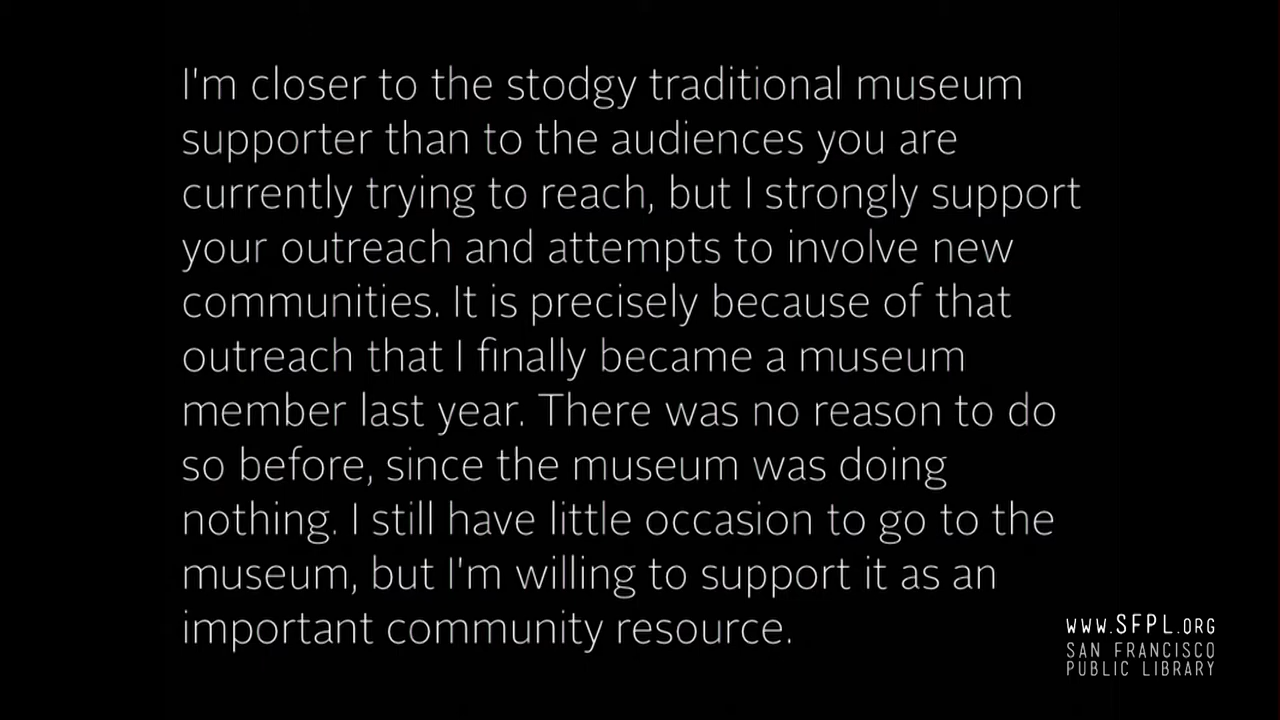 I'm closer to the stodgy traditional museum
supporter than to the audiences you are
currently trying to reach, but I strongly support
your outreach and attempts to involve new
communities. It is precisely because of that
outreach that I finally became a museum
member last year. There was no reason to do
so before, since the museum was doing
nothing. I still have little occasion to go to the
museum, but I'm willing to support it as an
important community resource.
WWW.SFPL.ORG
SAN FRANCISCO
PUBLIC LIBRARY